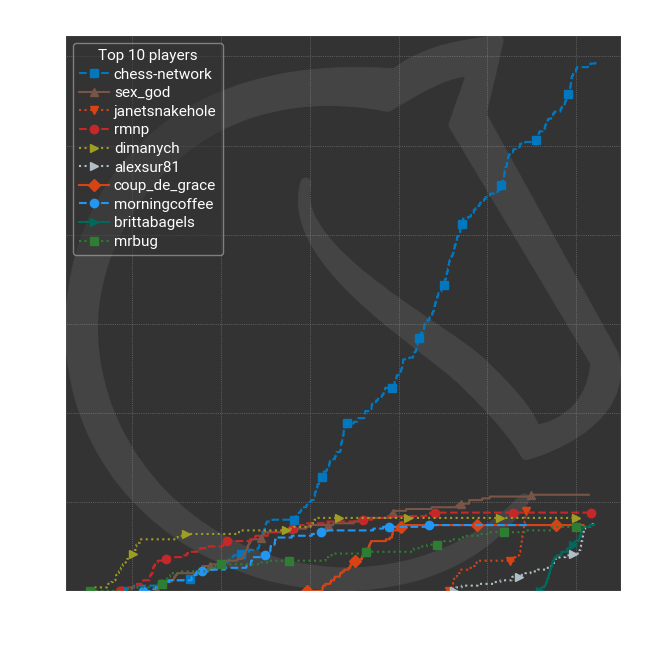 Top 10 players
chess-network
sex_god
janetsnakehole
rmnp
dimanych
alexsur81
coup_de_grace
morningcoffee
brittabagels
mrbug